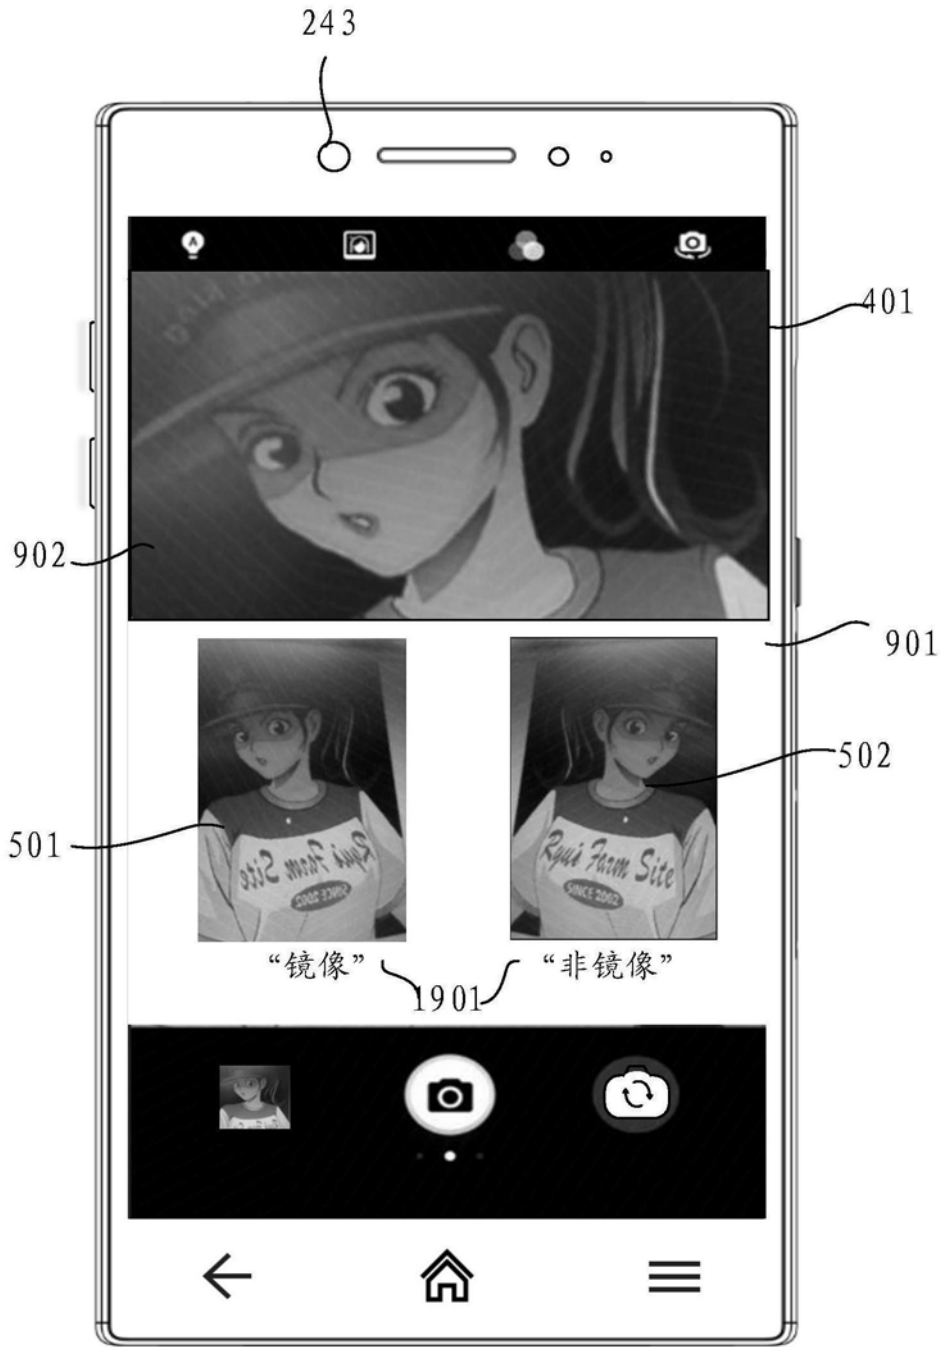 243
A
401
902
901
502
501
Ryui Farm Site
SINCE 2002
Ryui Farm Site
SINCE 2002
“镜像”
“非镜像”
1901